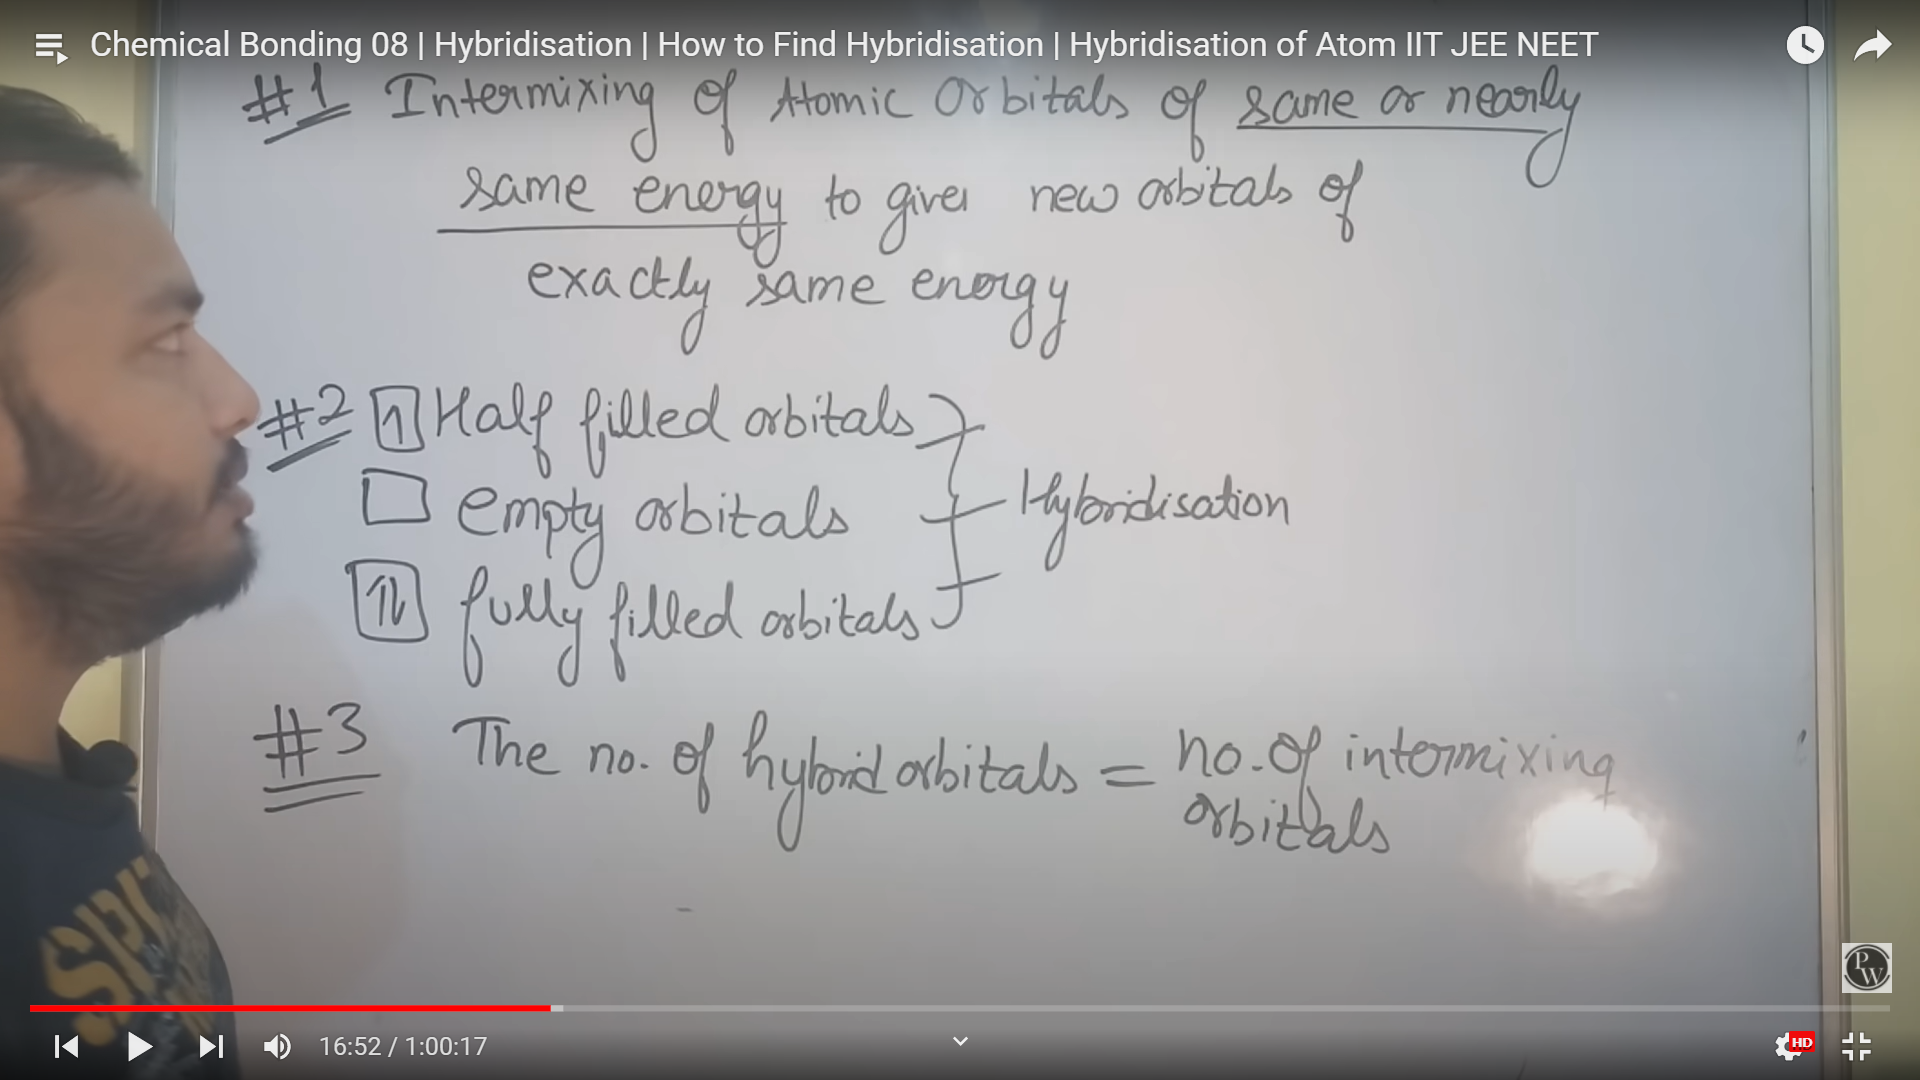 Chemical Bonding 08 | Hybridisation | How to Find Hybridisation | Hybridisation of Atom IIT JEE NEET
#1 Intermixing of Atomic Orbitals of same or nearly
same energy to gives new orbitals of
exactly same energy
#2 1 Half filled orbitals
empty orbitals
Hybridisation
1l fully filled orbitals
#3 The no. of hybrid orbitals = no. of intermixing
orbitals
SPI
PW
16:52 / 1:00:17
HD